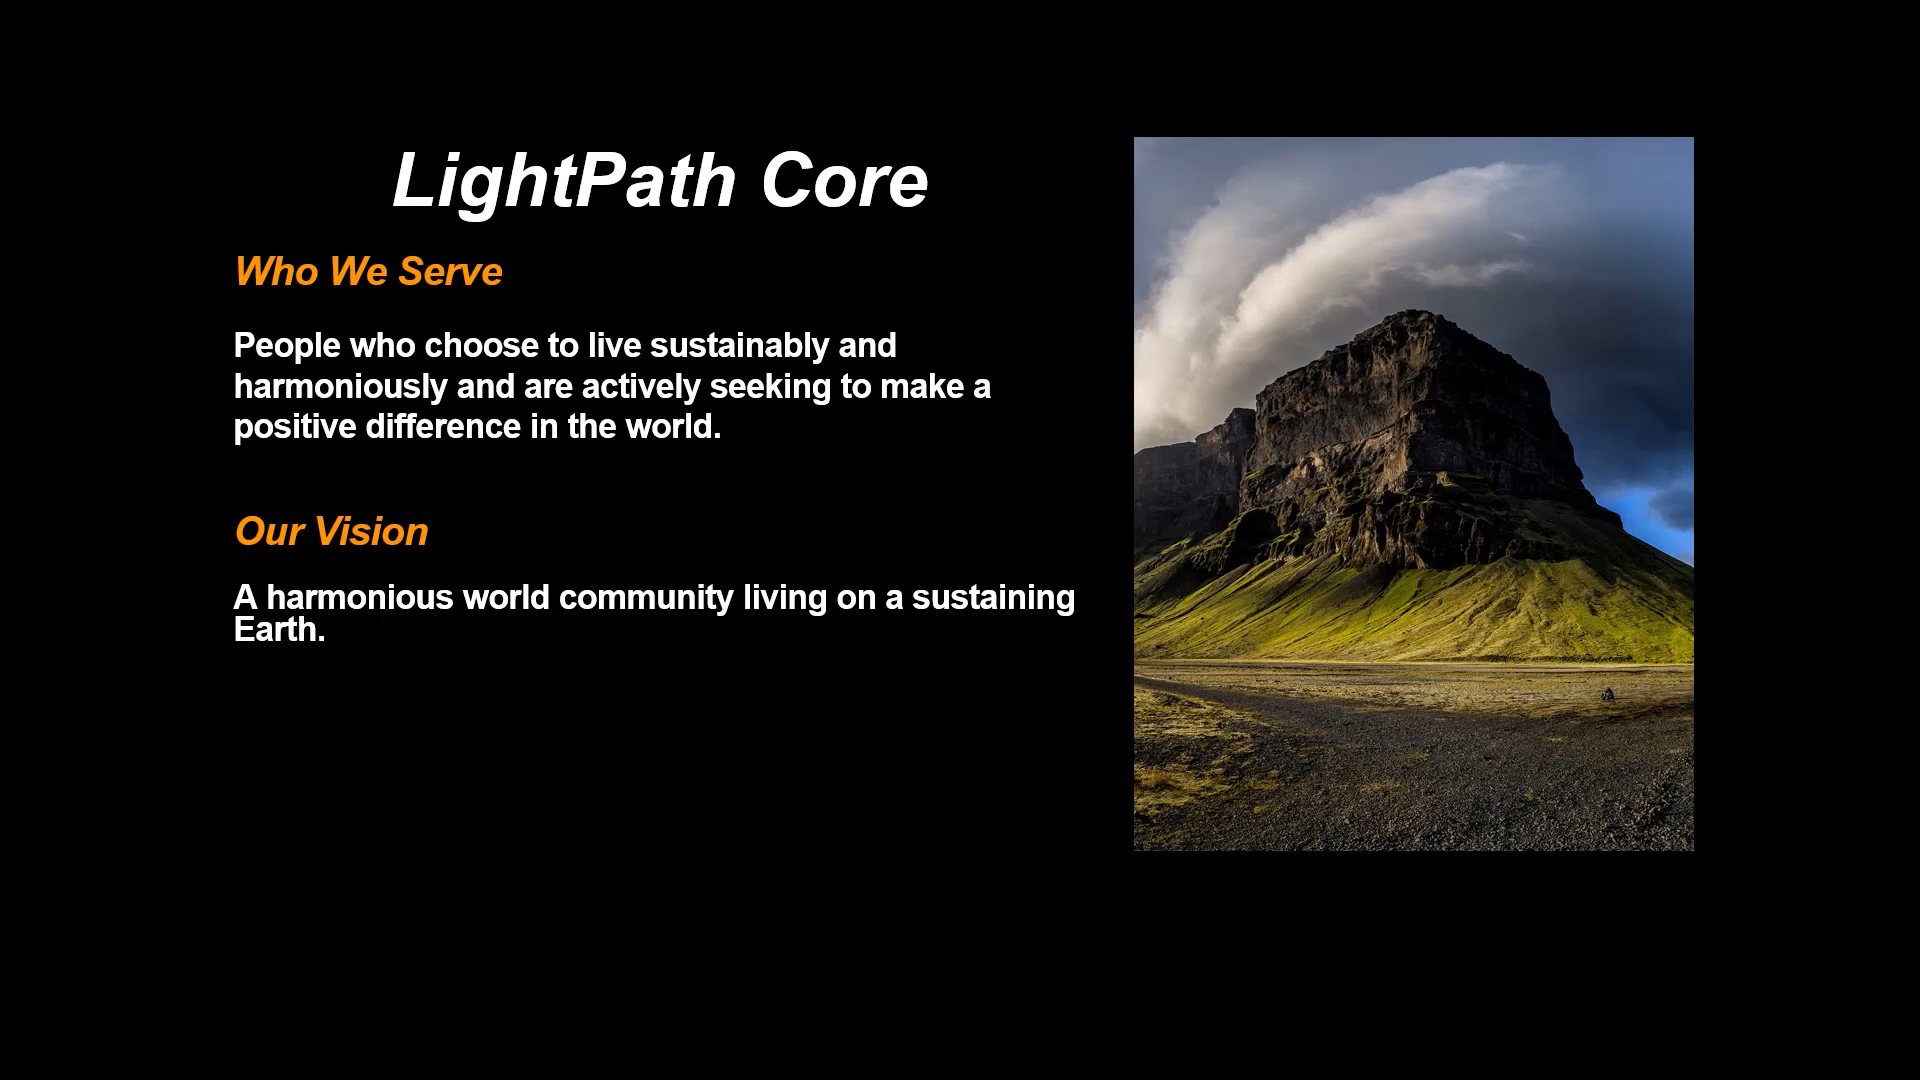 LightPath Core
Who We Serve
People who choose to live sustainably and
harmoniously and are actively seeking to make a
positive difference in the world.
Our Vision
A harmonious world community living on a sustaining
Earth.